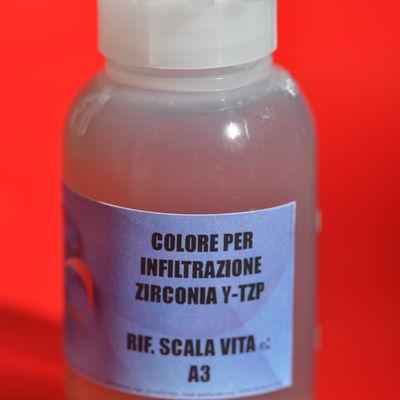 COLORE PER
INFILTRAZIONE
ZIRCONIA Y-TZP
RIF. SCALA VITA :
A3